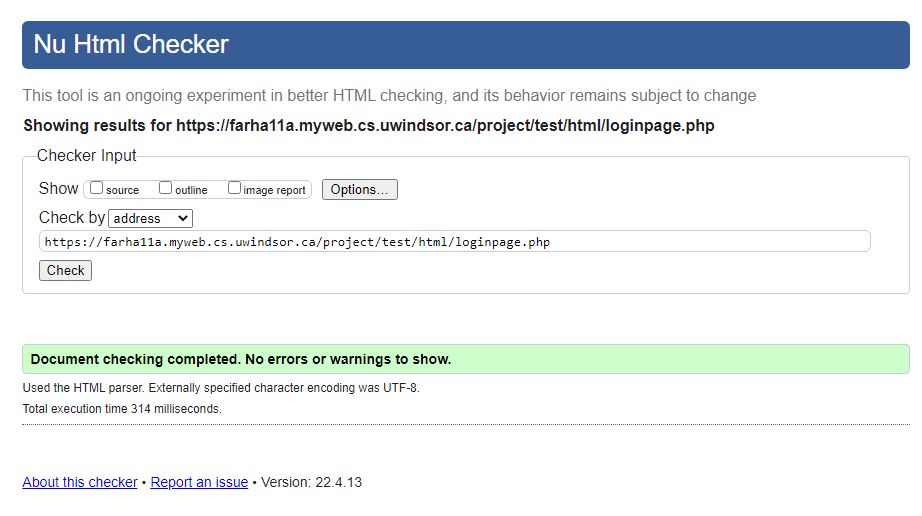 Nu Html Checker
This tool is an ongoing experiment in better HTML checking, and its behavior remains subject to change
Showing results for https://farha11a.myweb.cs.uwindsor.ca/project/test/html/loginpage.php
Checker Input
Show source outline image report Options...
Check by address
https://farha11a.myweb.cs.uwindsor.ca/project/test/html/loginpage.php
Check
Document checking completed. No errors or warnings to show.
Used the HTML parser. Externally specified character encoding was UTF-8.
Total execution time 314 milliseconds.
About this checker • Report an issue • Version: 22.4.13